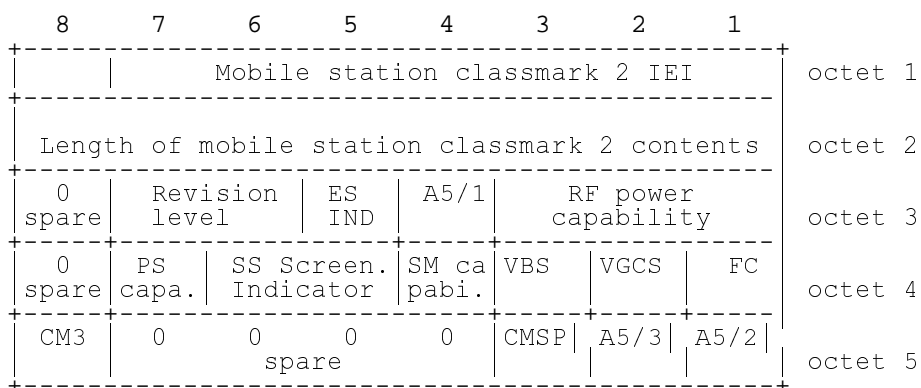 8 7 6 5 4 3 2 1
Mobile station classmark 2 IEI octet 1
Length of mobile station classmark 2 contents octet 2
0 Revision ES A5/1 RF power
spare level IND capability octet 3
0 PS SS Screen. SM ca VBS VGCS FC
spare capa. Indicator pabi. octet 4
CM3 0 0 0 0 CMSP A5/3 A5/2
spare octet 5